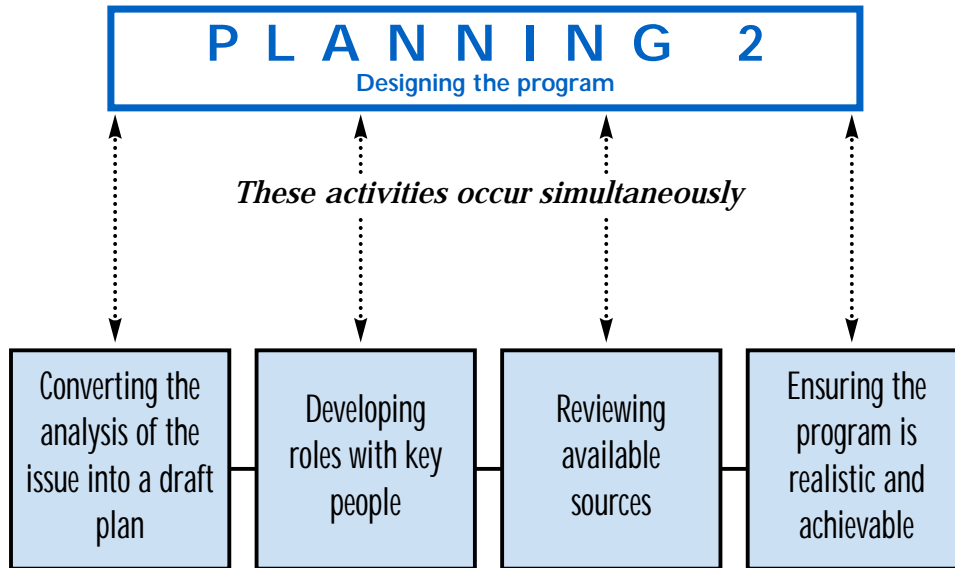 PLANNING 2
Designing the program
These activities occur simultaneously
Converting the
analysis of the
issue into a draft
plan
Developing
roles with key
people
Reviewing
available
sources
Ensuring the
program is
realistic and
achievable